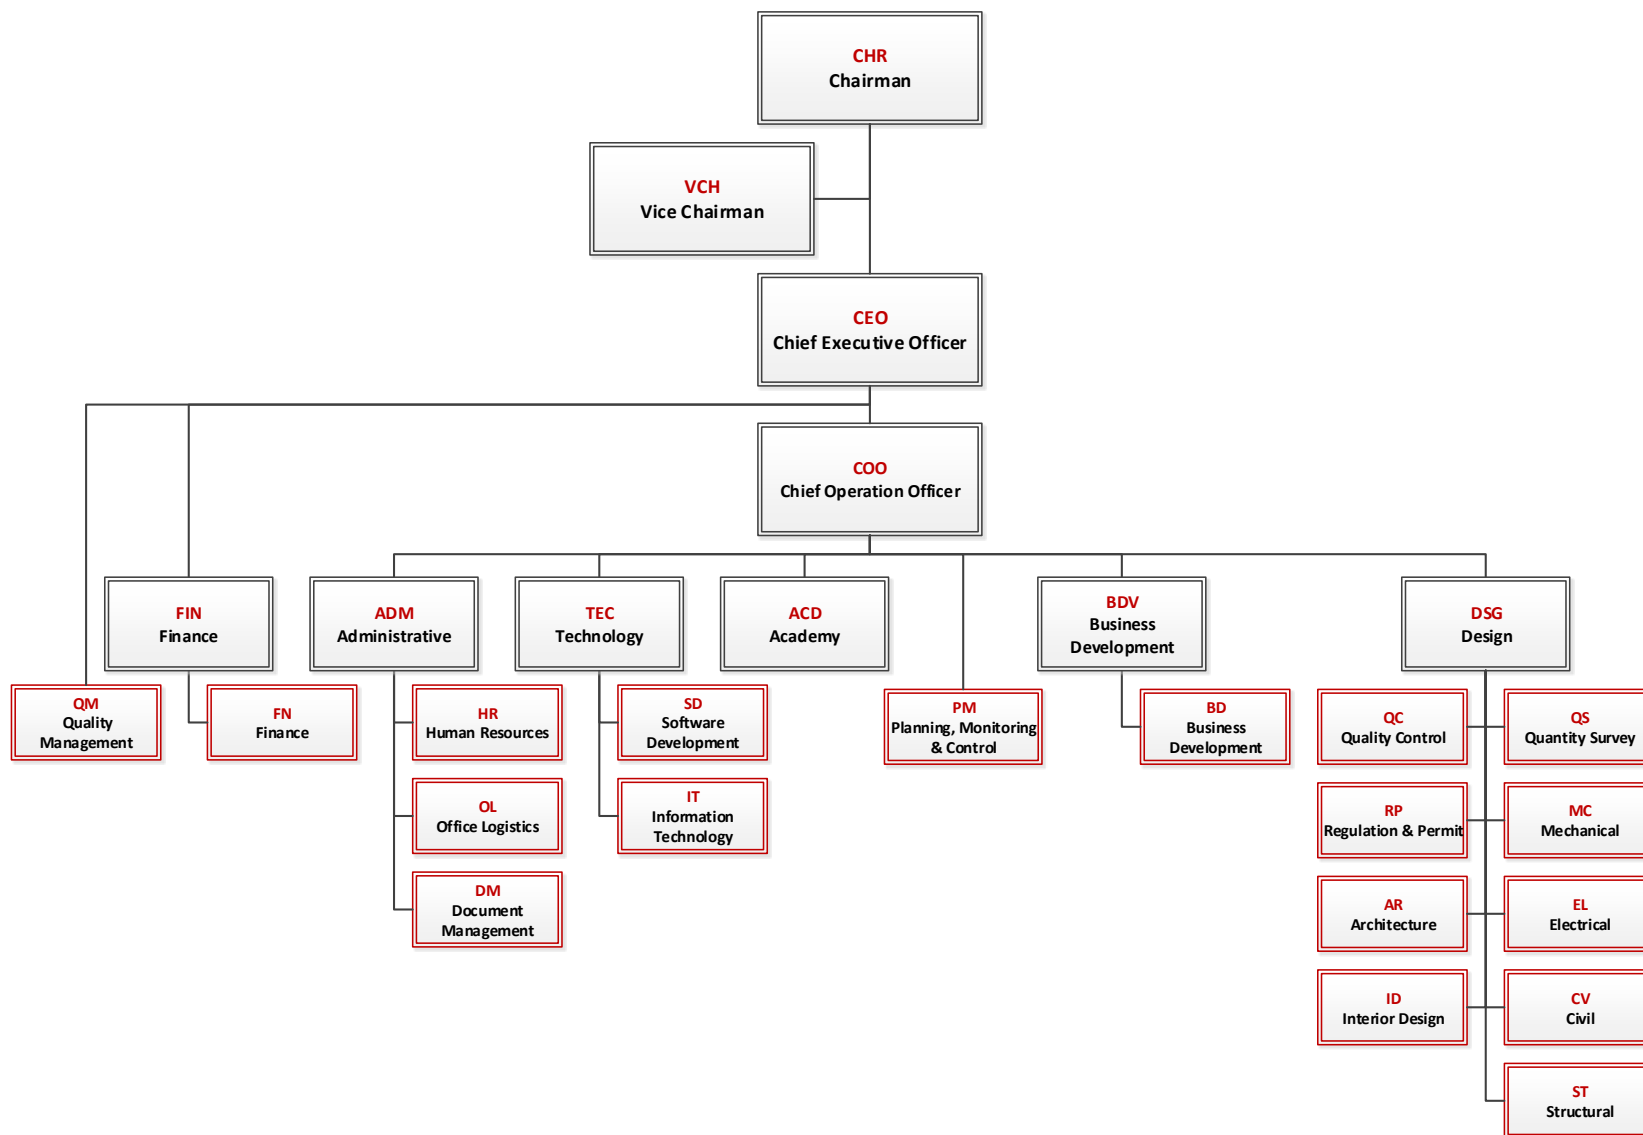 CHR
Chairman
VCH
Vice Chairman
CEO
Chief Executive Officer
COO
Chief Operation Officer
FIN
Finance
ADM
Administrative
TEC
Technology
ACD
Academy
BDV
Business
Development
DSG
Design
QM
Quality
Management
FN
Finance
HR
Human Resources
SD
Software
Development
PM
Planning, Monitoring
& Control
BD
Business
Development
QC
Quality Control
QS
Quantity Survey
OL
Office Logistics
IT
Information
Technology
RP
Regulation & Permit
MC
Mechanical
DM
Document
Management
AR
Architecture
EL
Electrical
ID
Interior Design
CV
Civil
ST
Structural